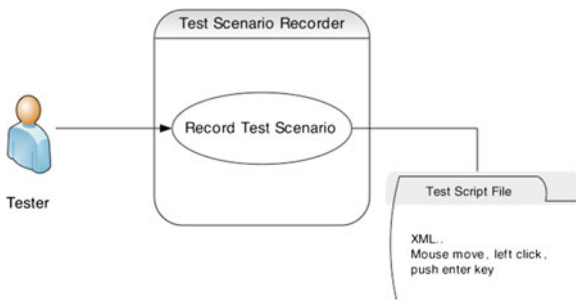 Test Scenario Recorder
Record Test Scenario
Tester
Test Script File
XML..
Mouse move, left click,
push enter key